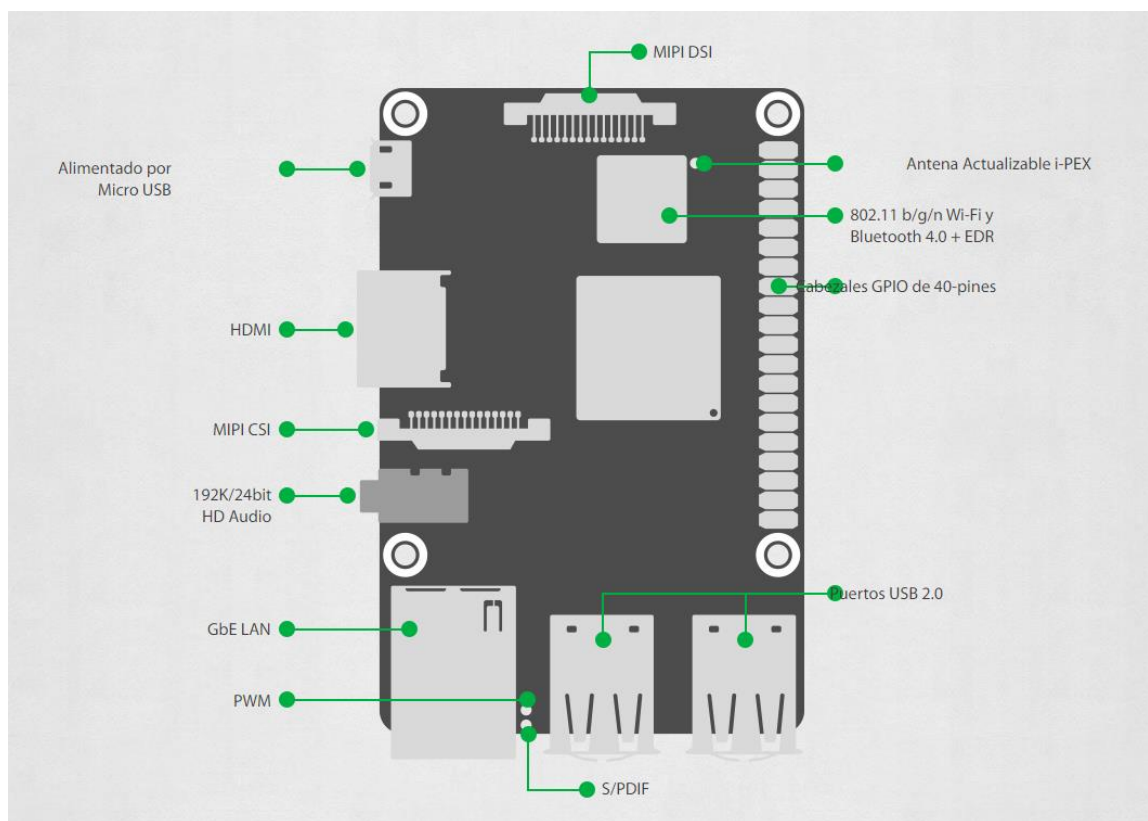 MIPI DSI
Alimentado por
Micro USB
Antena Actualizable i-PEX
802.11 b/g/n Wi-Fi y
Bluetooth 4.0 + EDR
Cabezales GPIO de 40-pines
HDMI
MIPI CSI
192K/24bit
HD Audio
Puertos USB 2.0
GbE LAN
PWM
S/PDIF